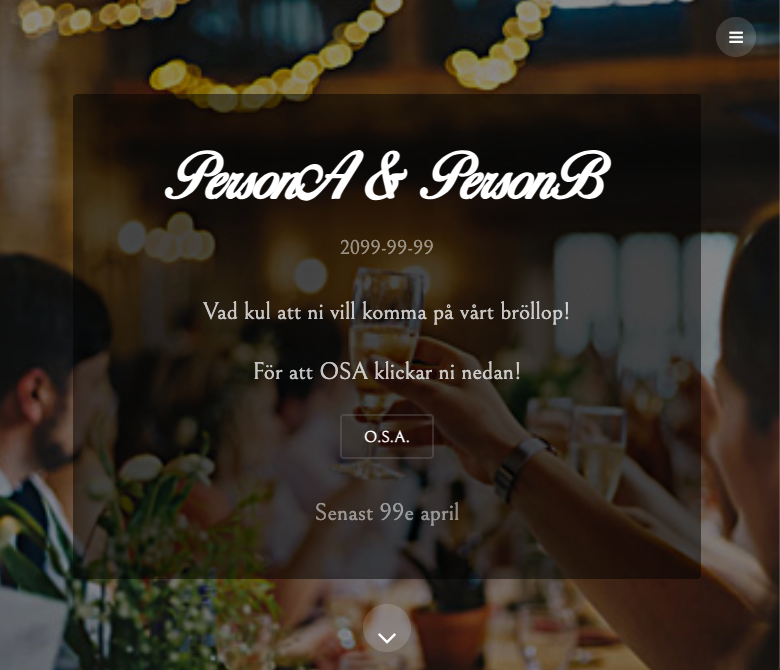 PersonA & PersonB
2099-99-99
Vad kul att ni vill komma på vårt bröllop!
För att OSA klickar ni nedan!
O.S.A.
Senast 99e april